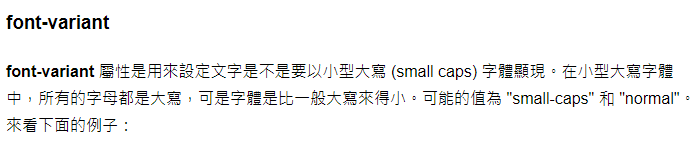 font-variant
font-variant 屬性是用來設定文字是不是要以小型大寫 (small caps) 字體顯現。在小型大寫字體
中，所有的字母都是大寫，可是字體是比一般大寫來得小。可能的值為 "small-caps" 和 "normal"。
來看下面的例子：